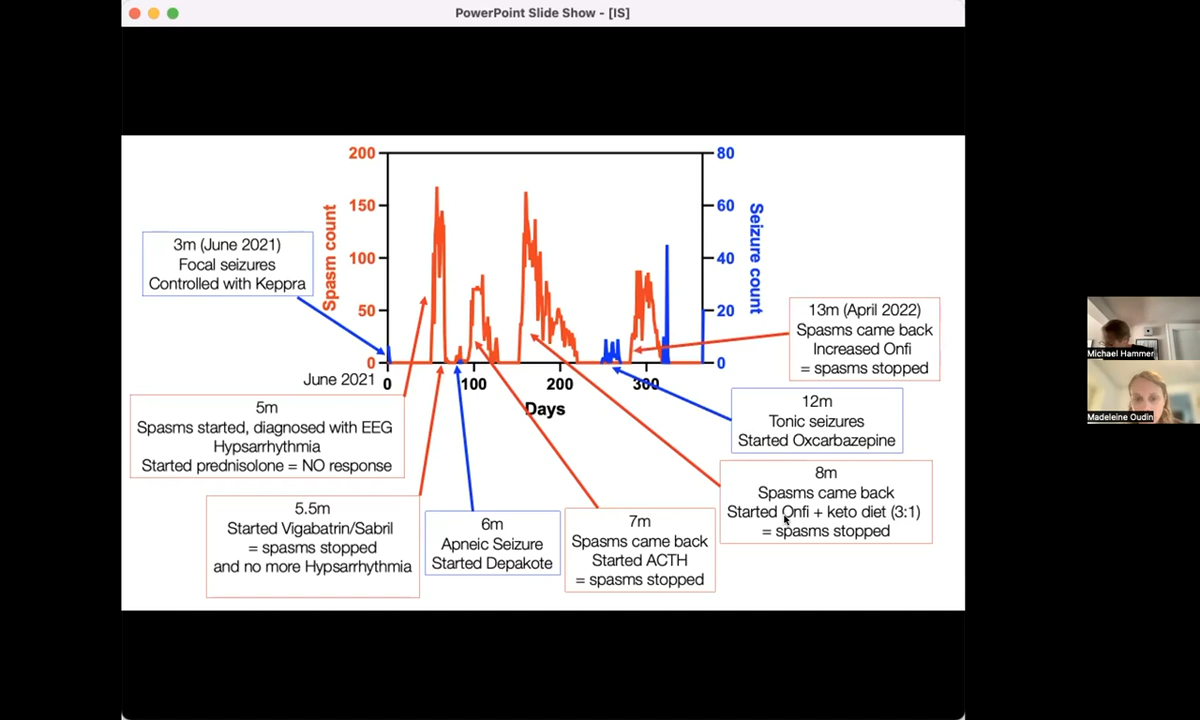 PowerPoint Slide Show - [IS]
200
150
100
50
0
Spasm count
80
60
40
20
0
Seizure count
June 2021
0
100
200
300
Days
3m (June 2021)
Focal seizures
Controlled with Keppra
5m
Spasms started, diagnosed with EEG
Hypsarrhythmia
Started prednisolone = NO response
5.5m
Started Vigabatrin/Sabril
= spasms stopped
and no more Hypsarrhythmia
6m
Apneic Seizure
Started Depakote
7m
Spasms came back
Started ACTH
= spasms stopped
8m
Spasms came back
Started Onfi + keto diet (3:1)
= spasms stopped
12m
Tonic seizures
Started Oxcarbazepine
13m (April 2022)
Spasms came back
Increased Onfi
= spasms stopped
Michael Hammer
Madeleine Oudin